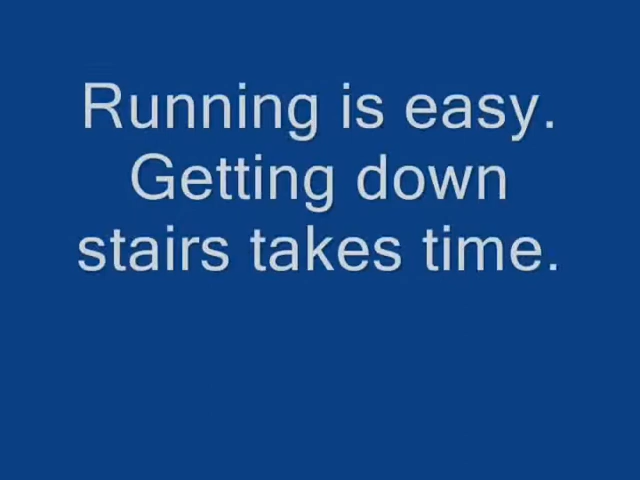 Running is easy.
Getting down
stairs takes time.